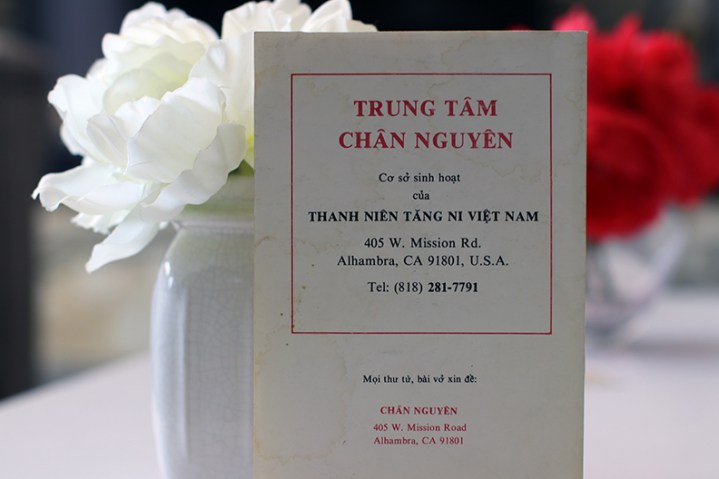 TRUNG TÂM
CHÂN NGUYÊN
Cơ sở sinh hoạt
của
THANH NIÊN TĂNG NI VIỆT NAM
405 W. Mission Rd.
Alhambra, CA 91801, U.S.A.
Tel: (818) 281-7791
Mọi thư từ, bài vở xin đề:
CHÂN NGUYÊN
405 W. Mission Road
Alhambra, CA 91801